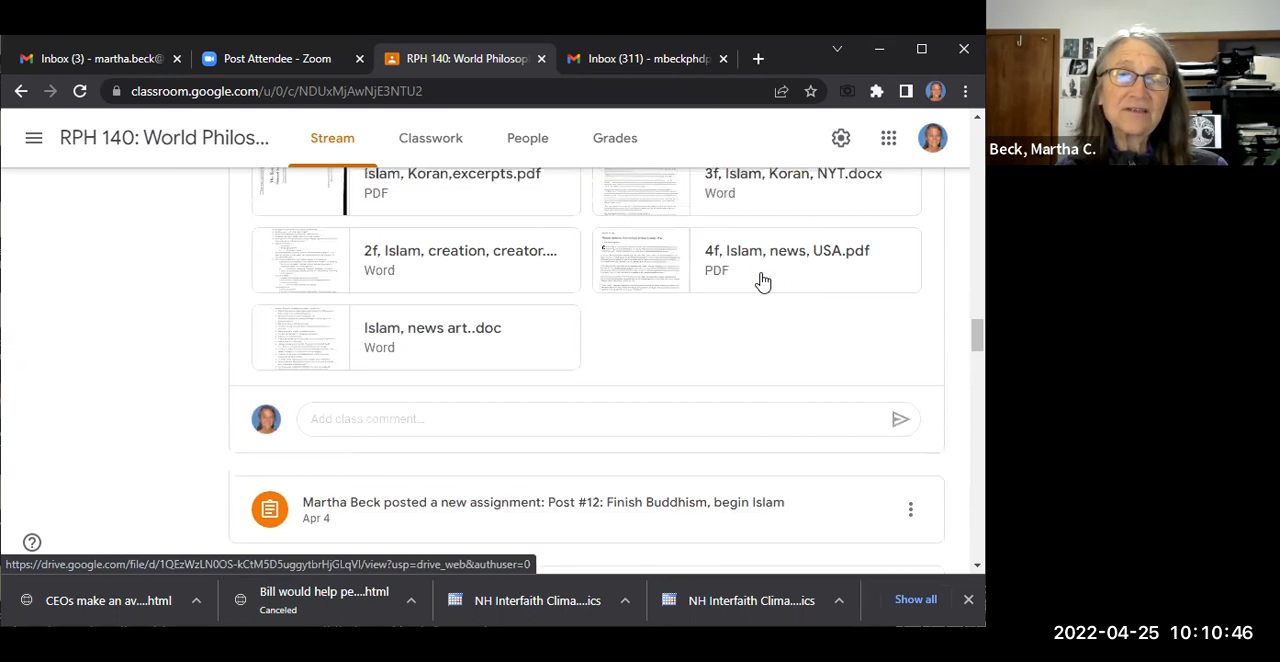 Inbox (3) - martha.beck@
Post Attendee - Zoom
RPH 140: World Philosop
Inbox (311) - mbeckphdp
classroom.google.com/u/0/c/NDUxMjAwNjE3NTU2
RPH 140: World Philos...
Stream
Classwork
People
Grades
Beck, Martha C.
Islam, Koran,excerpts.pdf
PDF
3f, Islam, Koran, NYT.docx
Word
2f, Islam, creation, creator....
Word
4f, Islam, news, USA.pdf
PDF
Islam, news art..doc
Word
Add class comment...
Martha Beck posted a new assignment: Post #12: Finish Buddhism, begin Islam
Apr 4
https://drive.google.com/file/d/1QEzWzLN0OS-kCtM5D5uggytbrHjGLqVl/view?usp=drive_web&authuser=0
CEOs make an av....html
Bill would help pe....html
Canceled
NH Interfaith Clima....ics
NH Interfaith Clima....ics
Show all
2022-04-25 10:10:46